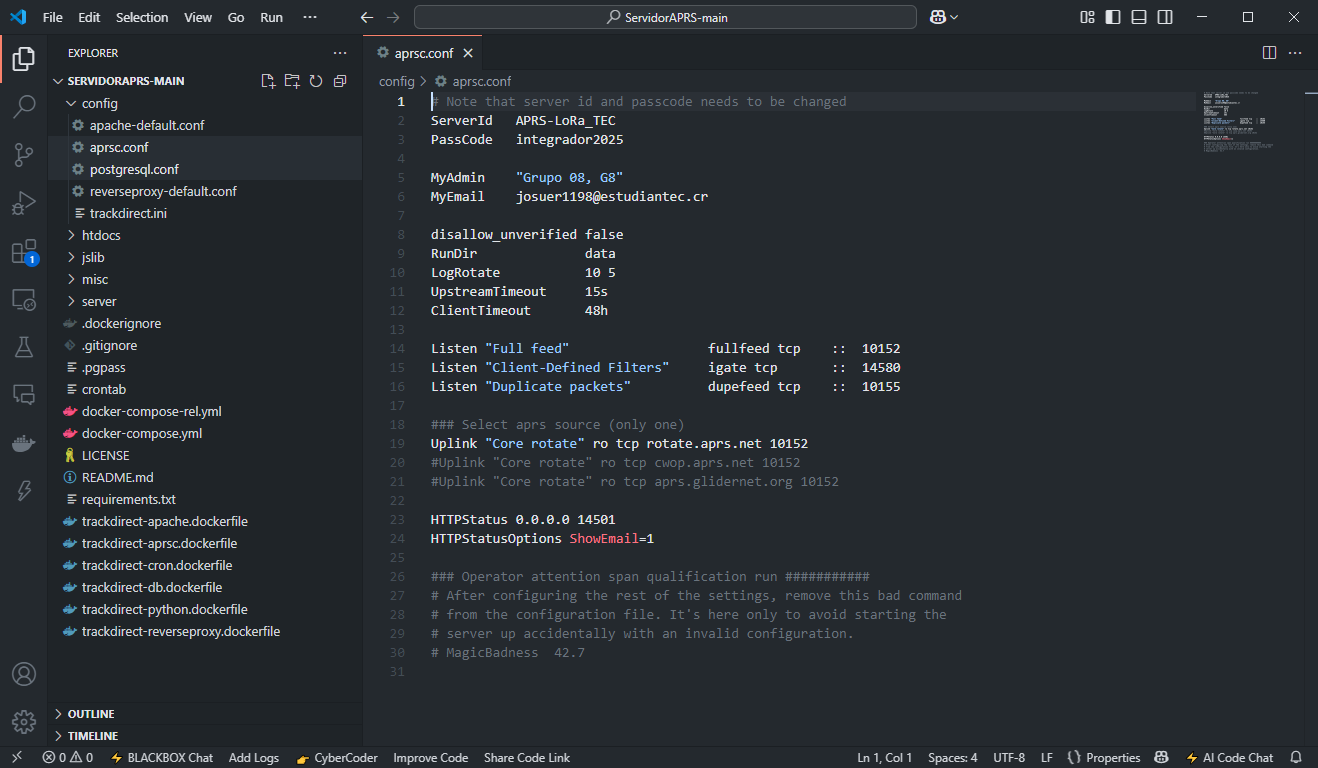 File Edit Selection View Go Run ··· ServidorAPRS-main
EXPLORER ···
SERVIDORAPRS-MAIN
config
apache-default.conf
aprsc.conf
postgresql.conf
reverseproxy-default.conf
trackdirect.ini
htdocs
jslib
misc
server
.dockerignore
.gitignore
.pgpass
crontab
docker-compose-rel.yml
docker-compose.yml
LICENSE
README.md
requirements.txt
trackdirect-apache.dockerfile
trackdirect-aprsc.dockerfile
trackdirect-cron.dockerfile
trackdirect-db.dockerfile
trackdirect-python.dockerfile
trackdirect-reverseproxy.dockerfile
OUTLINE
TIMELINE
1
aprsc.conf
config > aprsc.conf
1 # Note that server id and passcode needs to be changed
2 ServerId APRS-LoRa_TEC
3 PassCode integrador2025
4
5 MyAdmin "Grupo 08, G8"
6 MyEmail josuer1198@estudiantec.cr
7
8 disallow_unverified false
9 RunDir data
10 LogRotate 10 5
11 UpstreamTimeout 15s
12 ClientTimeout 48h
13
14 Listen "Full feed" fullfeed tcp :: 10152
15 Listen "Client-Defined Filters" igate tcp :: 14580
16 Listen "Duplicate packets" dupefeed tcp :: 10155
17
18 ### Select aprs source (only one)
19 Uplink "Core rotate" ro tcp rotate.aprs.net 10152
20 #Uplink "Core rotate" ro tcp cwop.aprs.net 10152
21 #Uplink "Core rotate" ro tcp aprs.glidernet.org 10152
22
23 HTTPStatus 0.0.0.0 14501
24 HTTPStatusOptions ShowEmail=1
25
26 ### Operator attention span qualification run ###########
27 # After configuring the rest of the settings, remove this bad command
28 # from the configuration file. It's here only to avoid starting the
29 # server up accidentally with an invalid configuration.
30 # MagicBadness 42.7
31
0 0 BLACKBOX Chat Add Logs CyberCoder Improve Code Share Code Link Ln 1, Col 1 Spaces: 4 UTF-8 LF {} Properties AI Code Chat